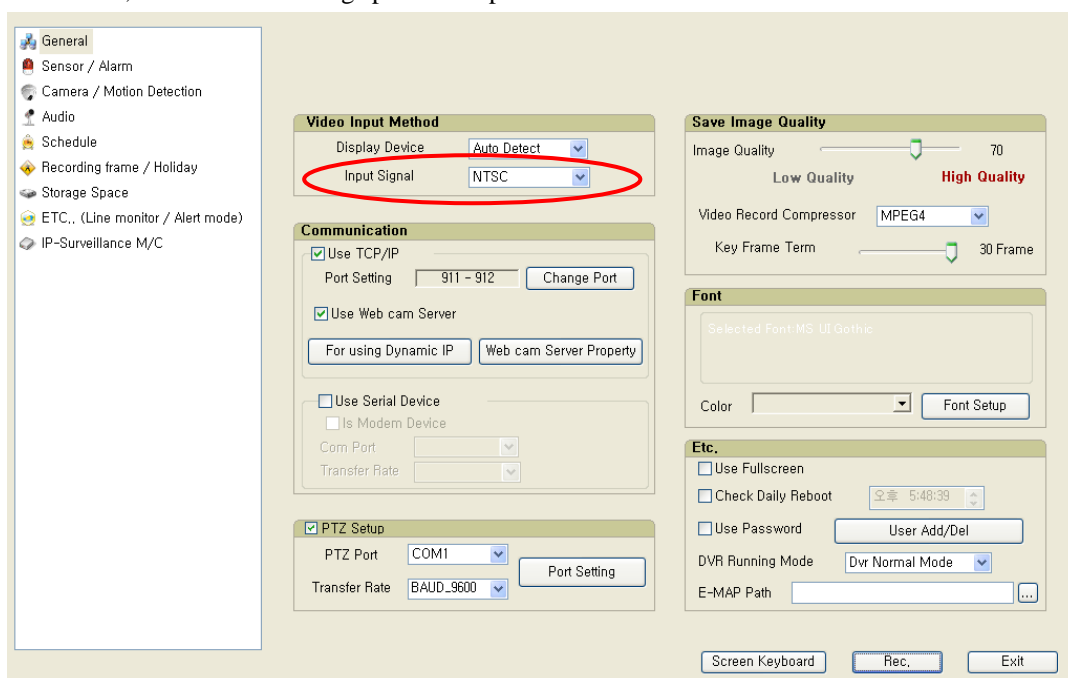 General
Sensor / Alarm
Camera / Motion Detection
Audio
Schedule
Recording frame / Holiday
Storage Space
ETC,, (Line monitor / Alert mode)
IP-Surveillance M/C
Video Input Method
Display Device Auto Detect
Input Signal NTSC
Communication
Use TCP/IP
Port Setting 911 - 912 Change Port
Use Web cam Server
For using Dynamic IP Web cam Server Property
Use Serial Device
Is Modem Device
Com Port
Transfer Rate
PTZ Setup
PTZ Port COM1
Port Setting
Transfer Rate BAUD_9600
Save Image Quality
Image Quality 70
Low Quality High Quality
Video Record Compressor MPEG4
Key Frame Term 30 Frame
Font
Selected Font:MS UI Gothic
Color Font Setup
Etc,
Use Fullscreen
Check Daily Reboot 오후 5:48:39
Use Password User Add/Del
DVR Running Mode Dvr Normal Mode
E-MAP Path ...
Screen Keyboard Rec, Exit